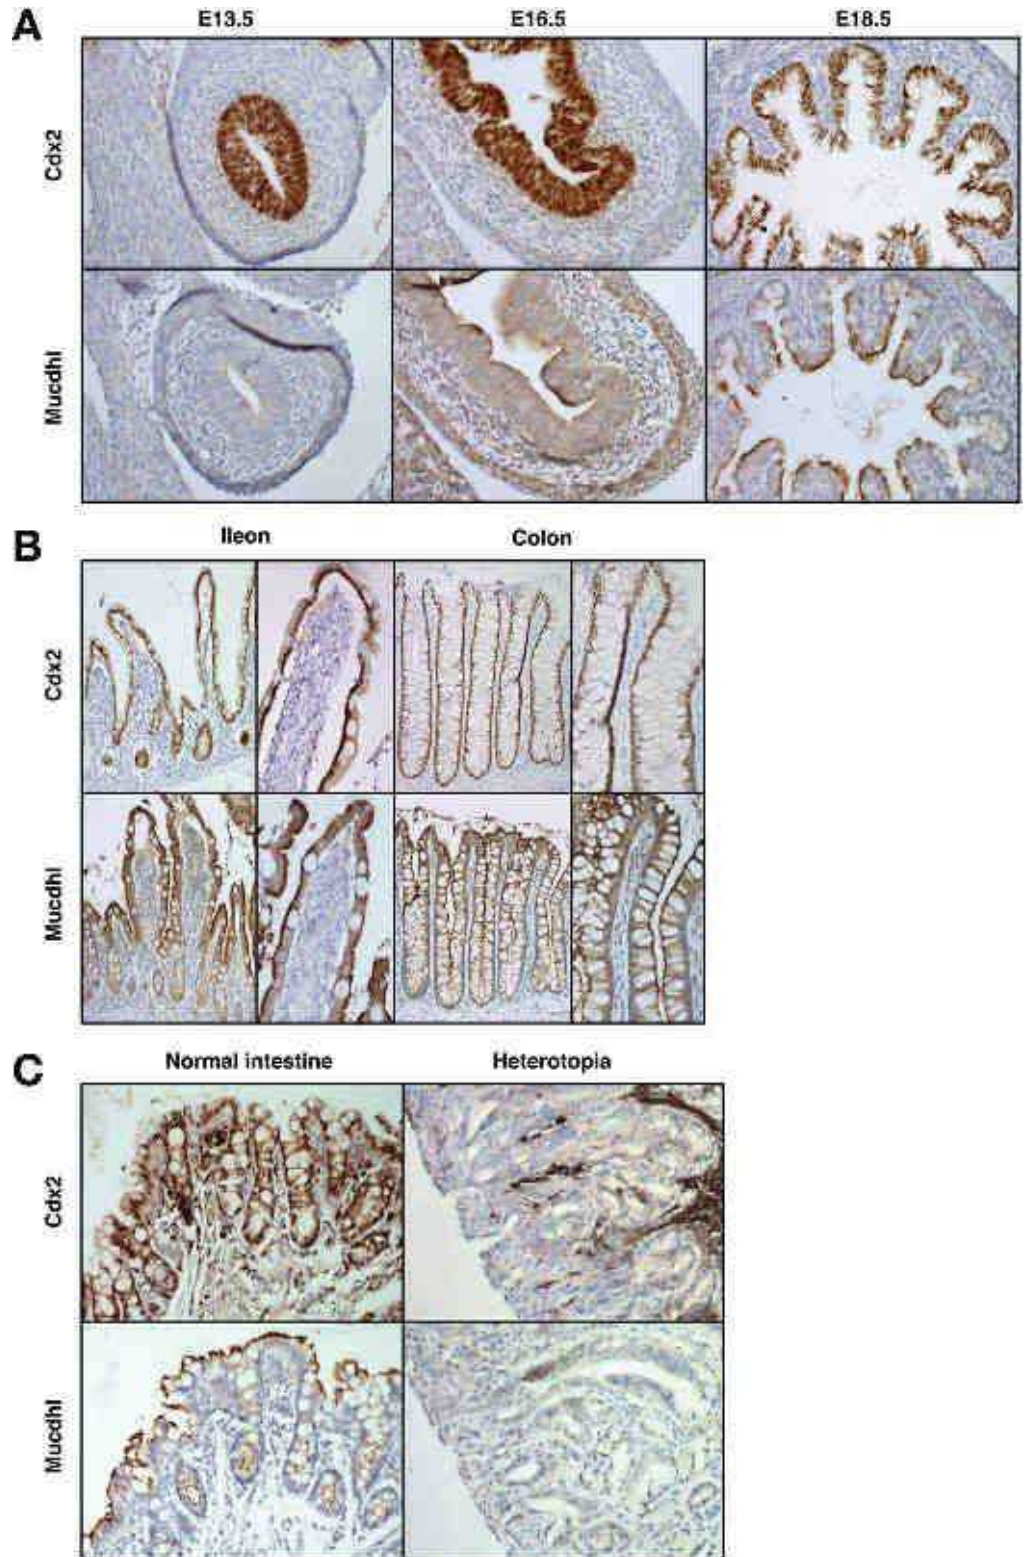 A
E13.5 E16.5 E18.5
Cdx2
Mucdhl
B
Ileon Colon
Cdx2
Mucdhl
C
Normal intestine Heterotopia
Cdx2
Mucdhl